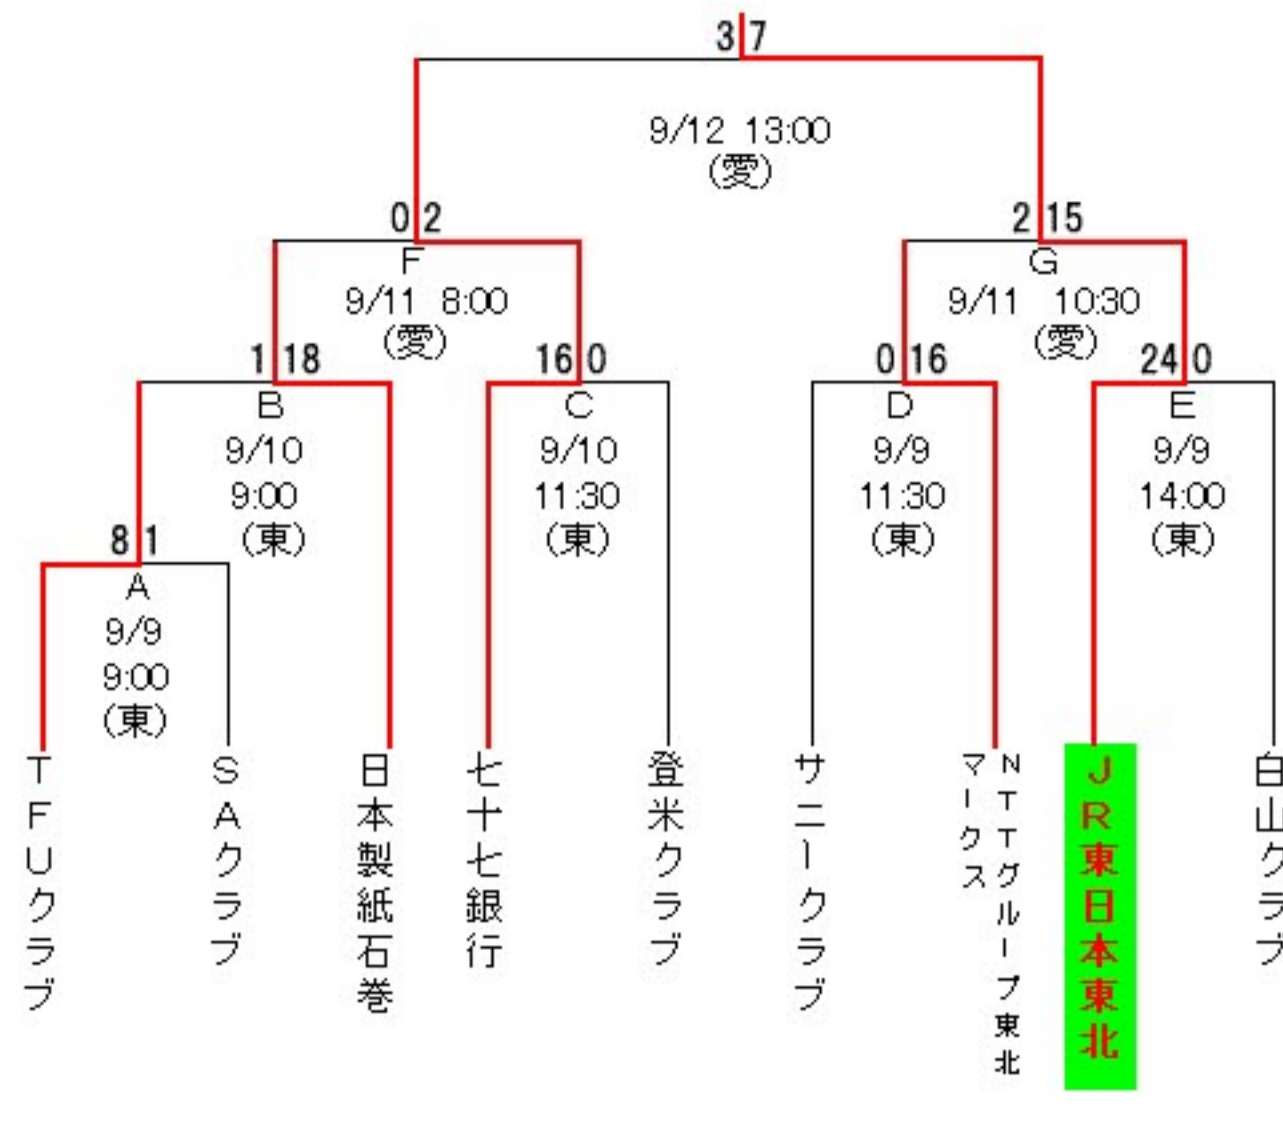 3 7
9/12 13:00
(愛)
0 2
F
9/11 8:00
(愛)
2 15
G
9/11 10:30
(愛)
1 18
B
9/10
9:00
(東)
16 0
C
9/10
11:30
(東)
0 16
D
9/9
11:30
(東)
24 0
E
9/9
14:00
(東)
8 1
A
9/9
9:00
(東)
TFUクラブ
SAクラブ
日本製紙石巻
七十七銀行
登米クラブ
サニークラブ
NTTグループ東北
マークス
JR東日本東北
白山クラブ